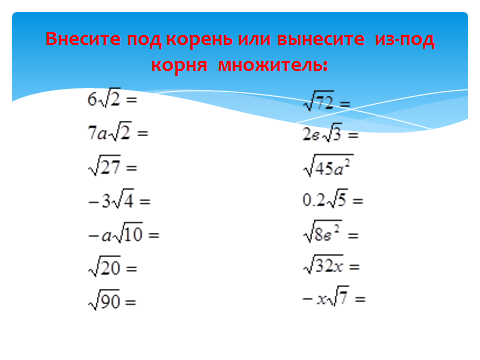 Внесите под корень или вынесите из-под
корня множитель:
6√2 =
7a√2 =
√27 =
−3√4 =
−a√10 =
√20 =
√90 =
√72 =
2в√3 =
√45a²
0.2√5 =
√8в² =
√32x =
−x√7 =